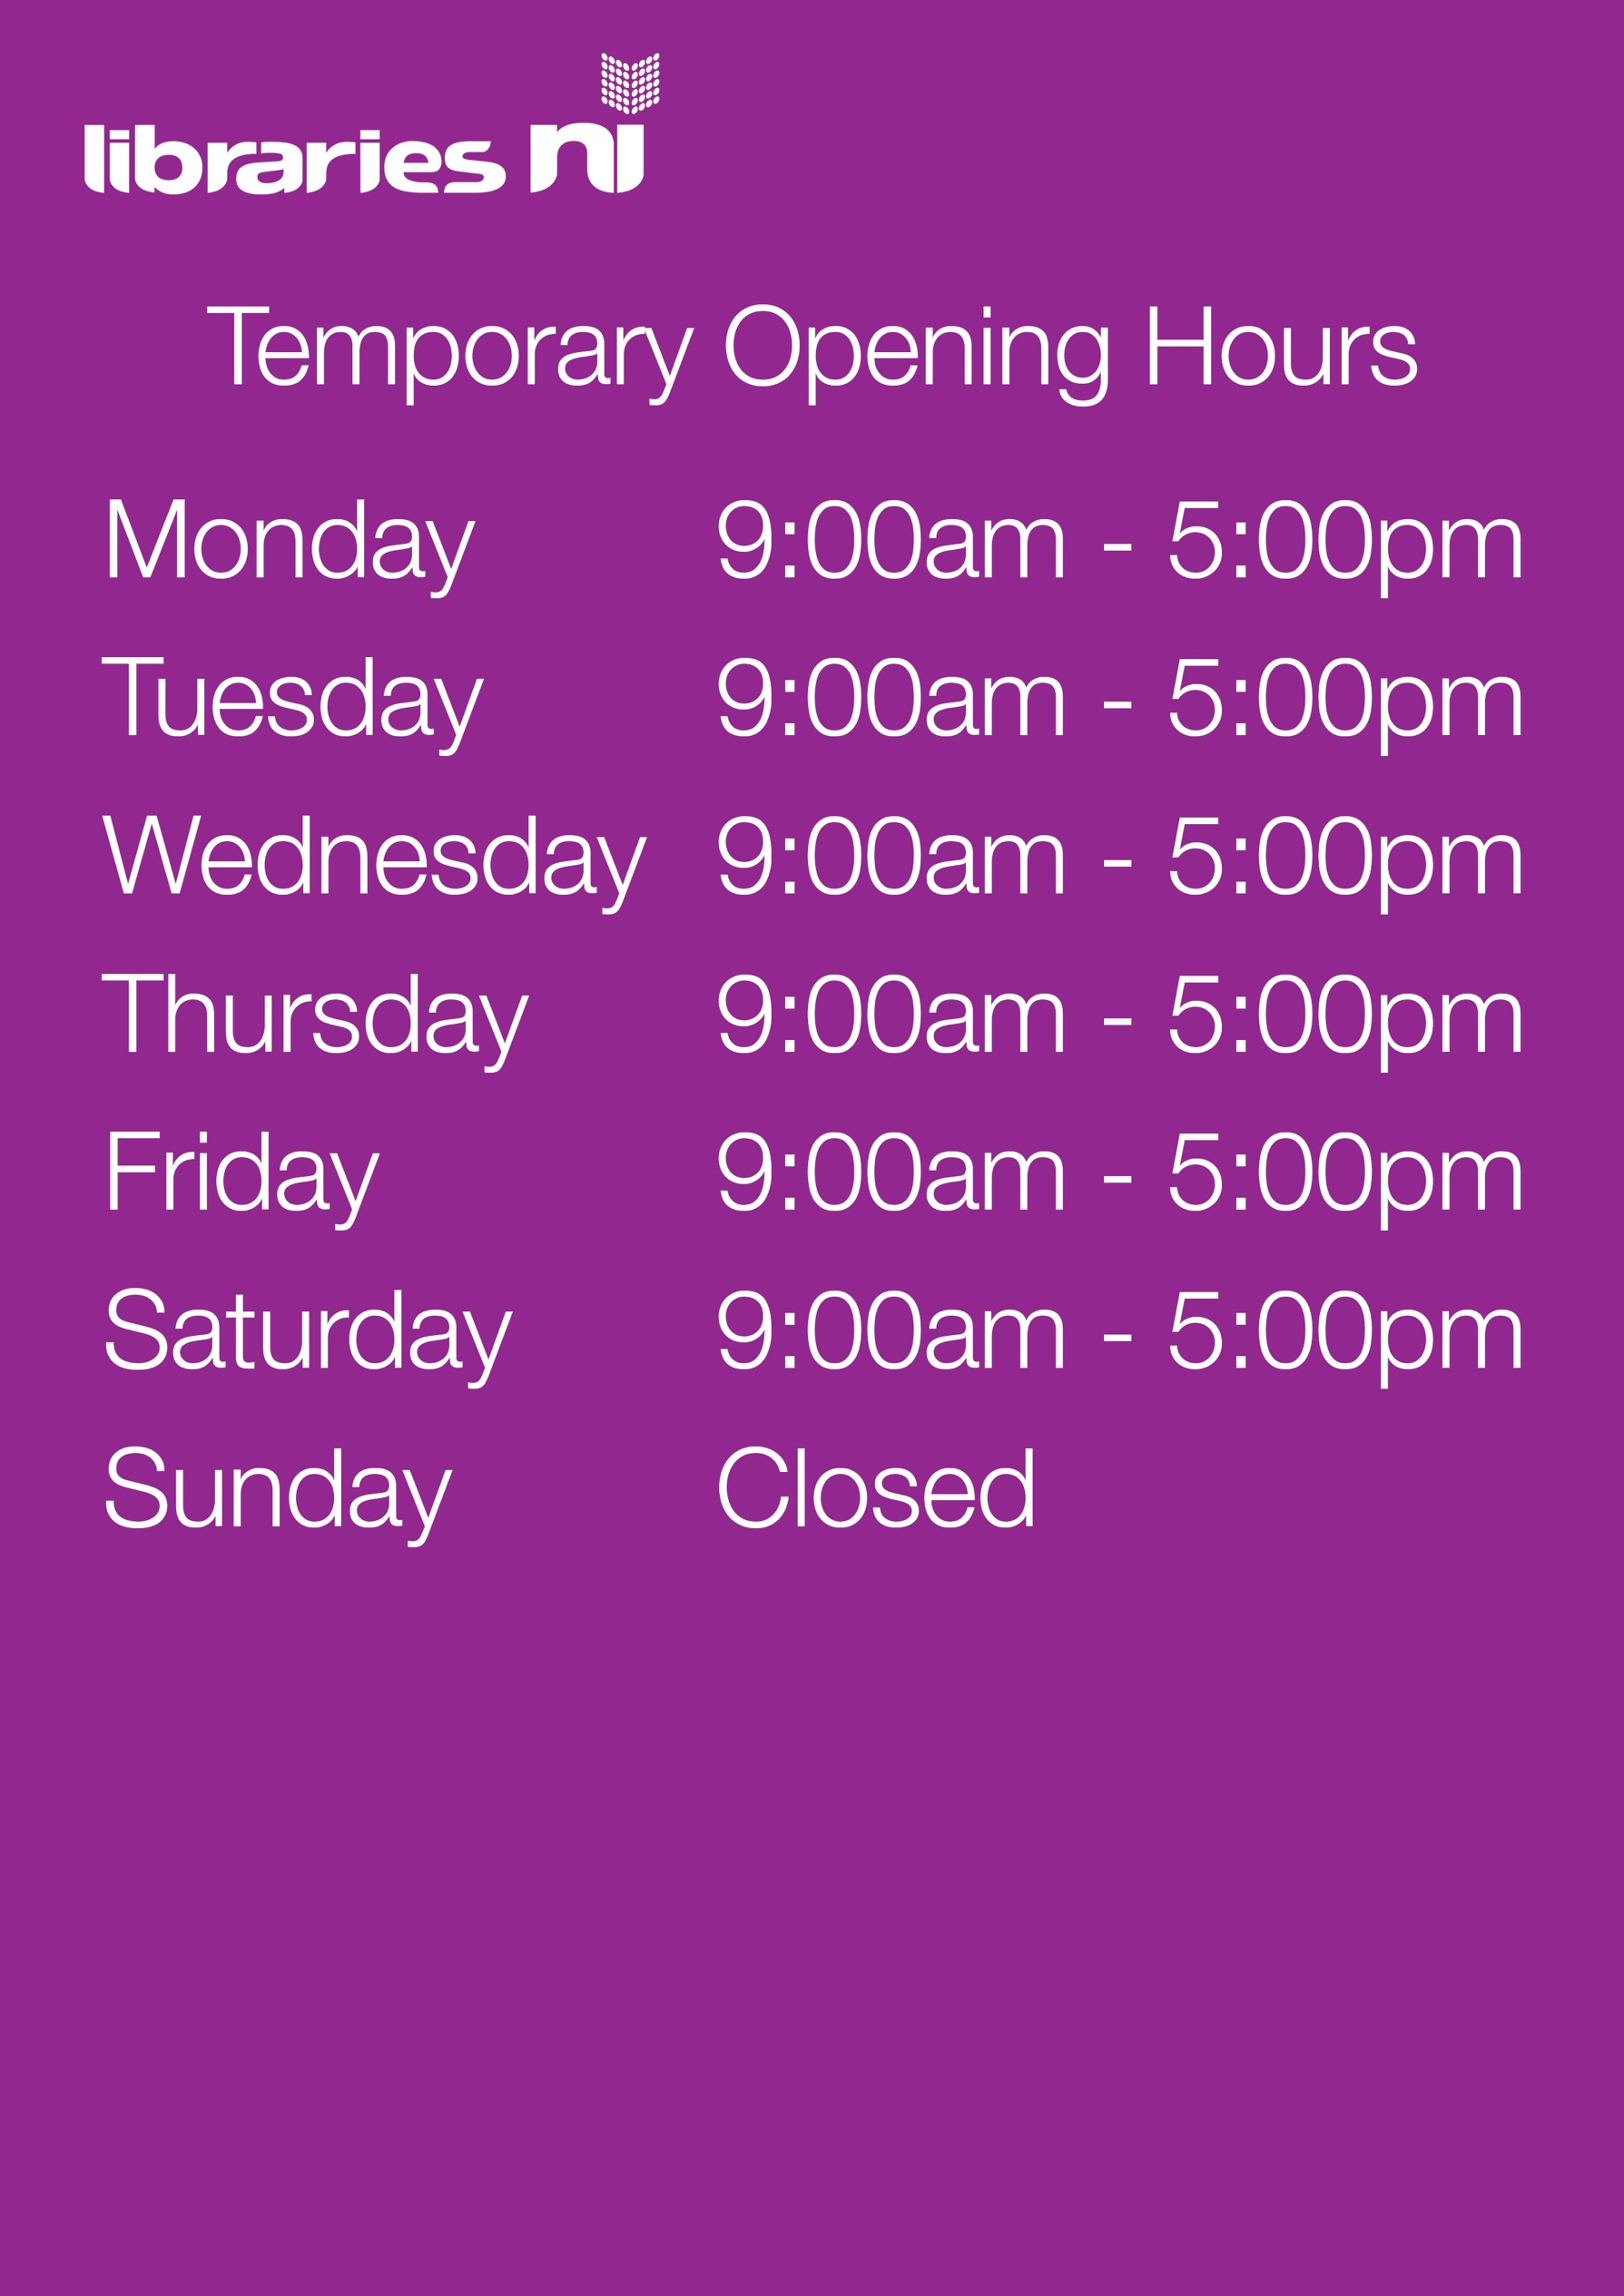 libraries ni
Temporary Opening Hours
Monday 9:00am - 5:00pm
Tuesday 9:00am - 5:00pm
Wednesday 9:00am - 5:00pm
Thursday 9:00am - 5:00pm
Friday 9:00am - 5:00pm
Saturday 9:00am - 5:00pm
Sunday Closed